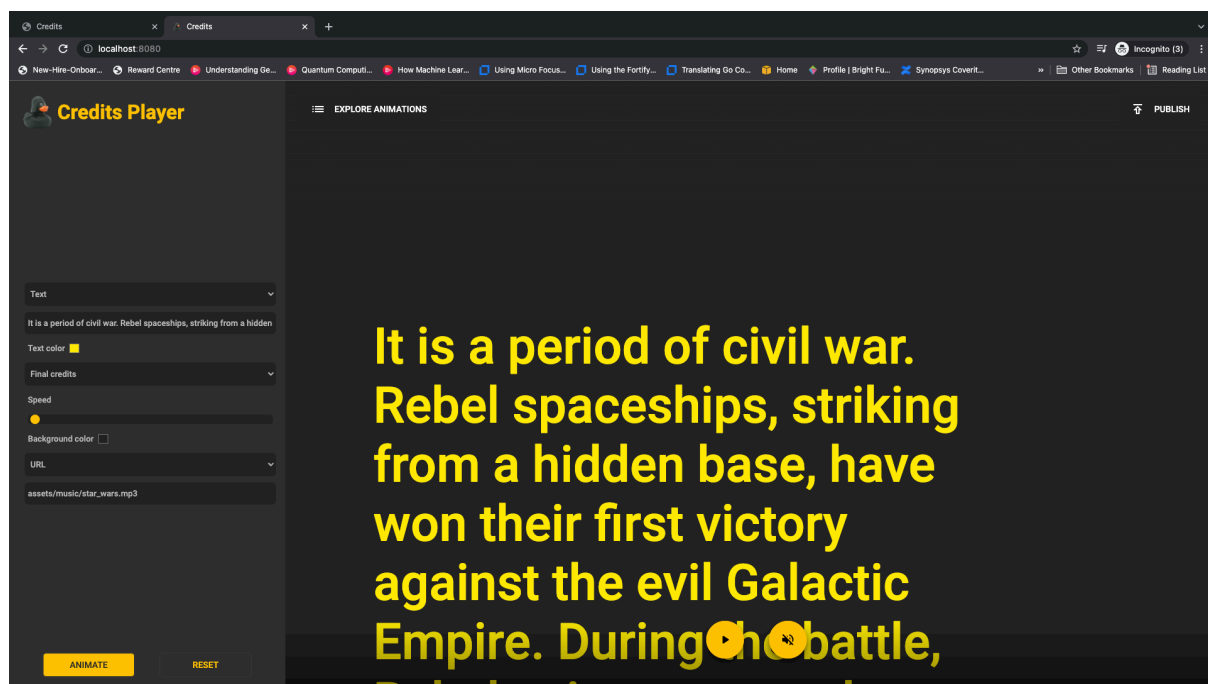 Credits
Credits
localhost:8080
Incognito (3)
New-Hire-Onboar...
Reward Centre
Understanding Ge...
Quantum Computi...
How Machine Lear...
Using Micro Focus...
Using the Fortify...
Translating Go Co...
Home
Profile | Bright Fu...
Synopsys Coverit...
»
Other Bookmarks
Reading List
Credits Player
EXPLORE ANIMATIONS
PUBLISH
Text
It is a period of civil war. Rebel spaceships, striking from a hidden
Text color
Final credits
Speed
Background color
URL
assets/music/star_wars.mp3
ANIMATE
RESET
It is a period of civil war.
Rebel spaceships, striking
from a hidden base, have
won their first victory
against the evil Galactic
Empire. During the battle,